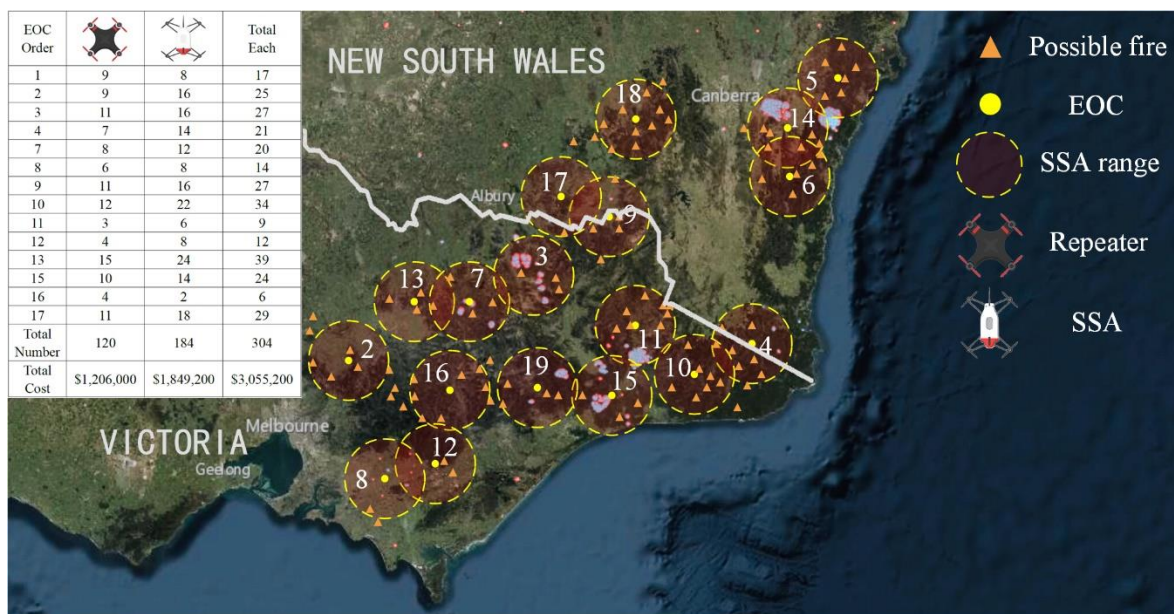 EOC Order Total Each
1 9 8 17
2 9 16 25
3 11 16 27
4 7 14 21
7 8 12 20
8 6 8 14
9 11 16 27
10 12 22 34
11 3 6 9
12 4 8 12
13 15 24 39
15 10 14 24
16 4 2 6
17 11 18 29
Total Number 120 184 304
Total Cost $1,206,000 $1,849,200 $3,055,200
NEW SOUTH WALES
Canberra
5
18
14
6
17
Albury
9
3
13
7
2
11
4
16
19
15
10
VICTORIA
Melbourne
Geelong
12
8
Possible fire
EOC
SSA range
Repeater
SSA